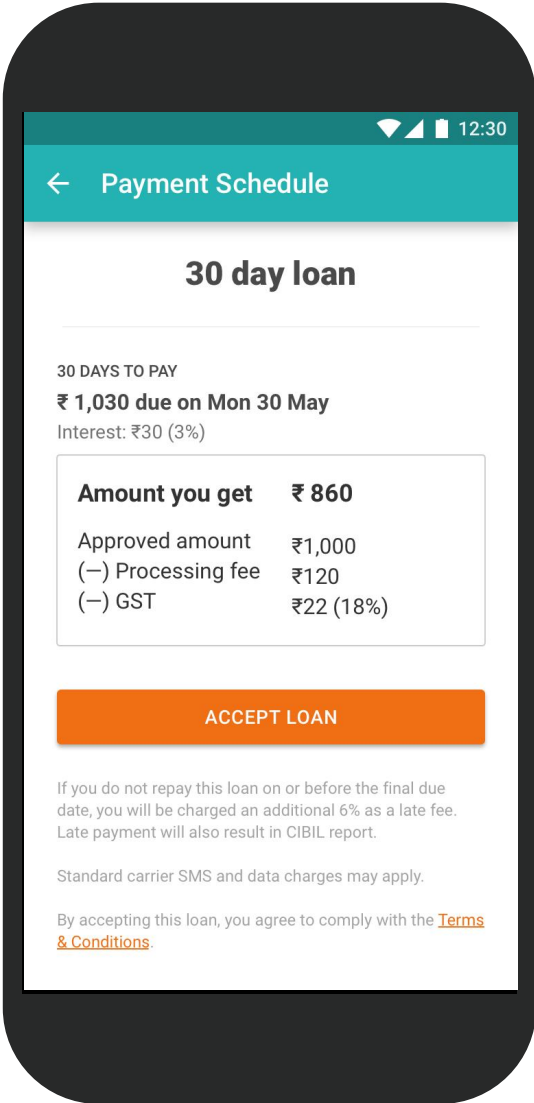 12:30
Payment Schedule
30 day loan
30 DAYS TO PAY
₹ 1,030 due on Mon 30 May
Interest: ₹30 (3%)
Amount you get ₹ 860
Approved amount ₹1,000
(—) Processing fee ₹120
(—) GST ₹22 (18%)
ACCEPT LOAN
If you do not repay this loan on or before the final due
date, you will be charged an additional 6% as a late fee.
Late payment will also result in CIBIL report.
Standard carrier SMS and data charges may apply.
By accepting this loan, you agree to comply with the Terms
& Conditions.